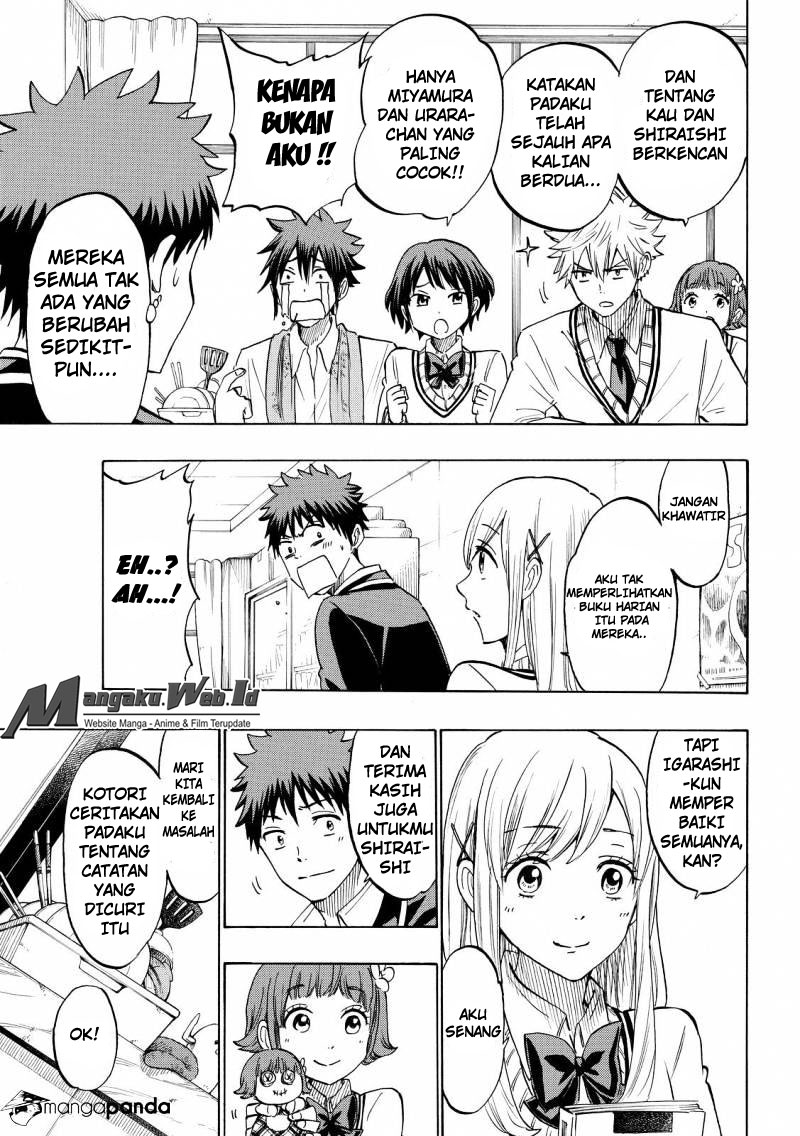 DAN
TENTANG
KAU DAN
SHIRAISHI
BERKENCAN
KATAKAN
PADAKU
TELAH
SEJAUH APA
KALIAN
BERDUA...
HANYA
MIYAMURA
DAN URARA-
CHAN YANG
PALING
COCOK!!
KENAPA
BUKAN
AKU !!
MEREKA
SEMUA TAK
ADA YANG
BERUBAH
SEDIKIT-
PUN....
JANGAN
KHAWATIR
AKU TAK
MEMPERLIHATKAN
BUKU HARIAN
ITU PADA
MEREKA..
EH..?
AH...!
Mangaku.Web.Id
Website Manga - Anime & Film Terupdate
TAPI
IGARASHI
-KUN
MEMPER
BAIKI
SEMUANYA,
KAN?
AKU
SENANG
DAN
TERIMA
KASIH
JUGA
UNTUKMU
SHIRAI-
SHI
MARI
KITA
KEMBALI
KE
MASALAH
KOTORI
CERITAKAN
PADAKU
TENTANG
CATATAN
YANG
DICURI
ITU
OK!
mangapanda